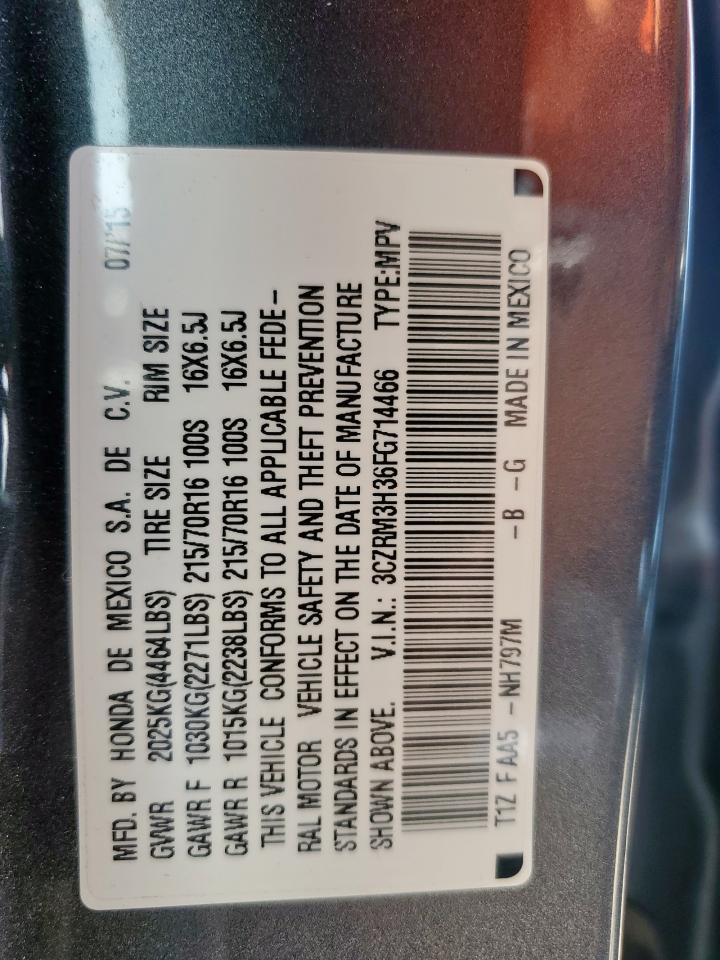 MFD. BY HONDA DE MEXICO S.A. DE C.V. 07/'15
GVWR 2025KG(4464LBS) TIRE SIZE RIM SIZE
GAWR F 1030KG(2271LBS) 215/70R16 100S 16X6.5J
GAWR R 1015KG(2238LBS) 215/70R16 100S 16X6.5J
THIS VEHICLE CONFORMS TO ALL APPLICABLE FEDE-
RAL MOTOR VEHICLE SAFETY AND THEFT PREVENTION
STANDARDS IN EFFECT ON THE DATE OF MANUFACTURE
SHOWN ABOVE. V.I.N.: 3CZRM3H36FG714466 TYPE:MPV
T1Z F AA5 -NH797M -B -G MADE IN MEXICO